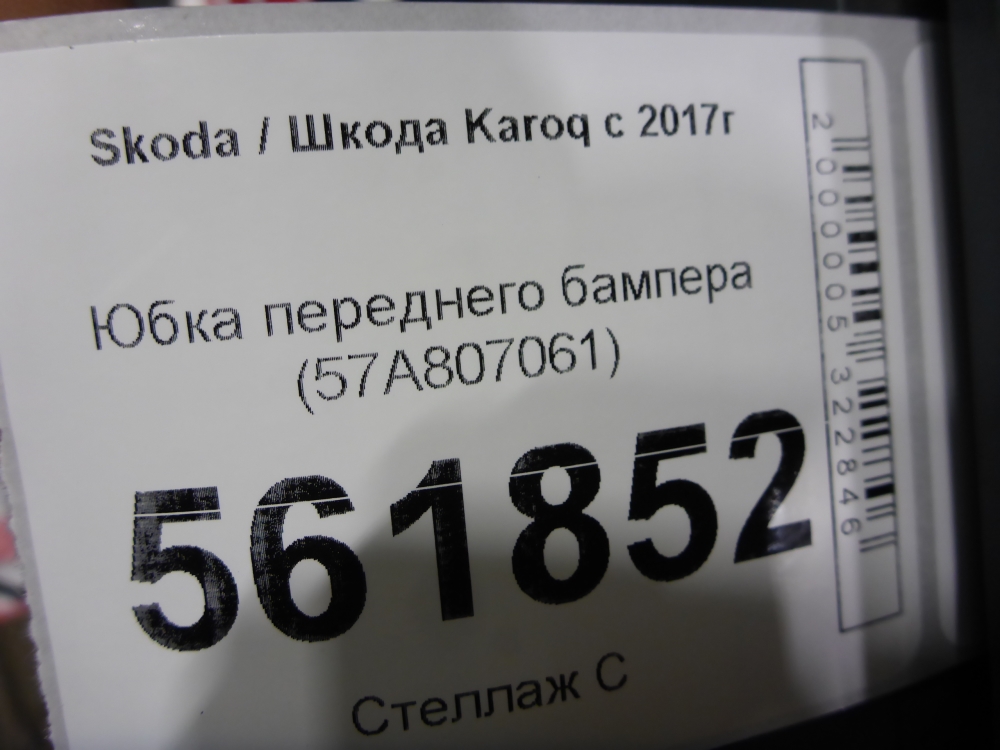 Skoda / Шкода Karoq с 2017г
Юбка переднего бампера
(57A807061)
561852
Стеллаж С
2000005322846